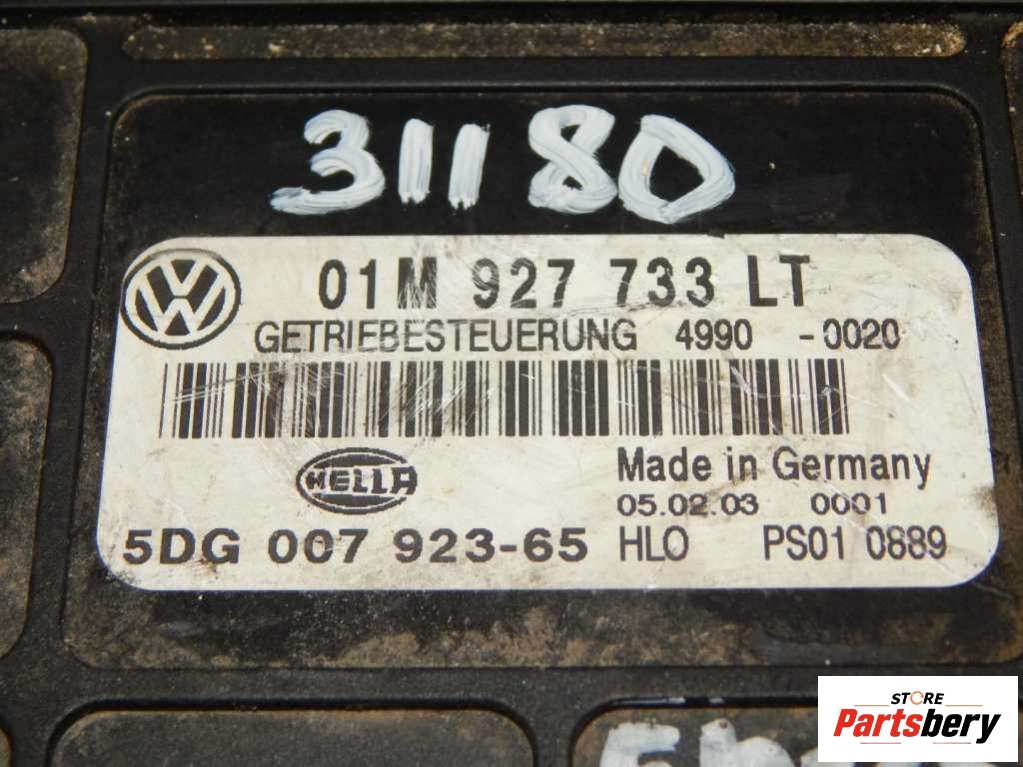 31180
01M 927 733 LT
GETRIEBESTEUERUNG 4990 -0020
HELLA
Made in Germany
05.02.03 0001
5DG 007 923-65 HLO PS01 0889
STORE
Partsbery